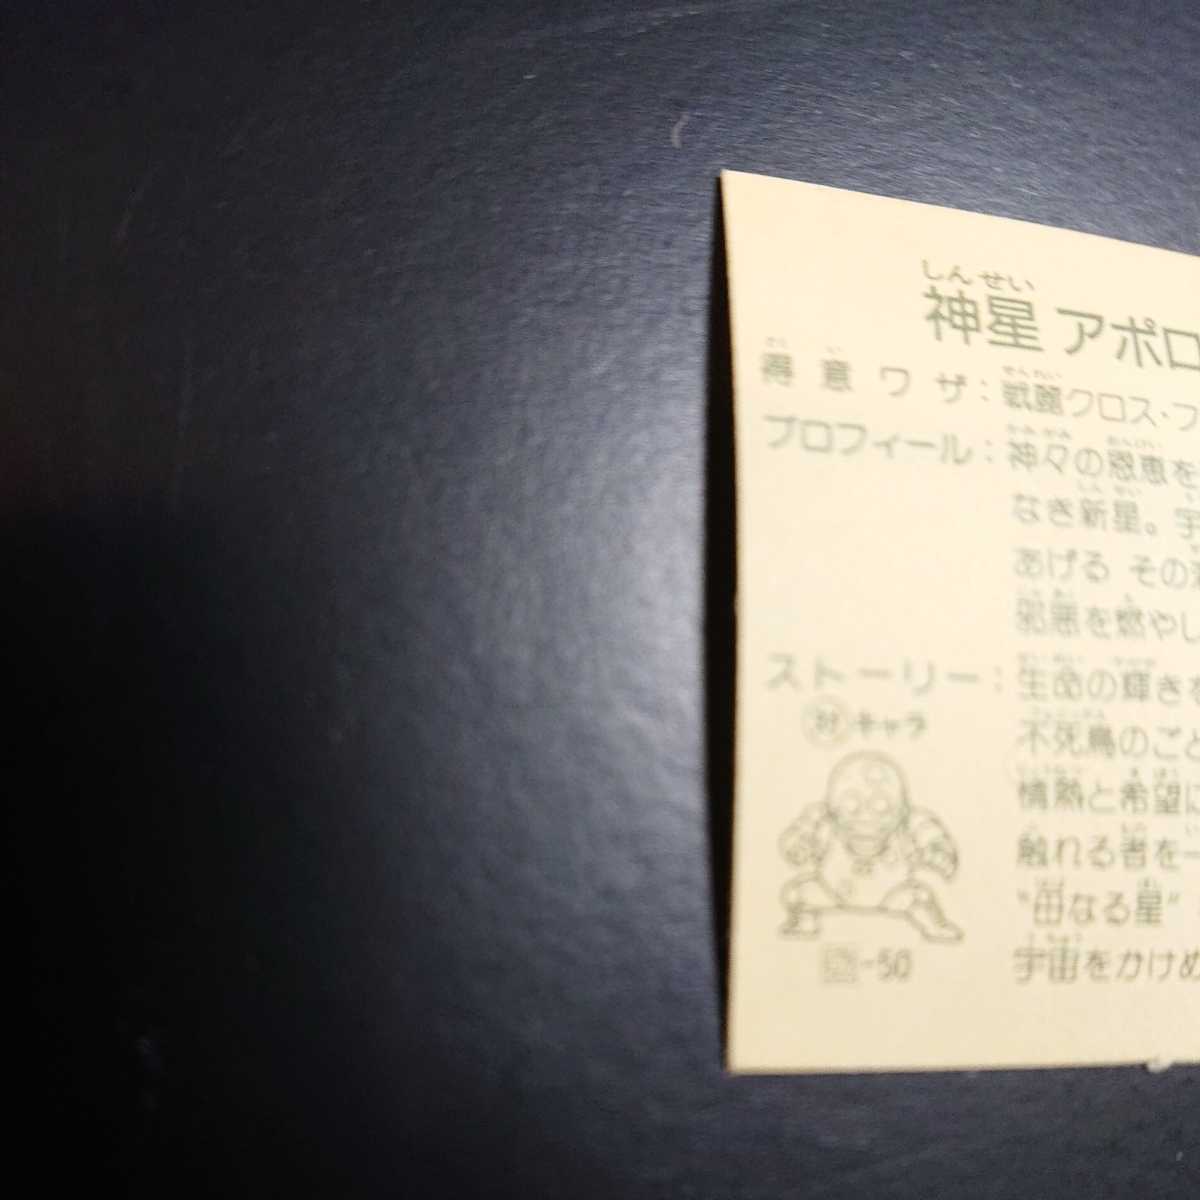 しんせい
神星 アポロ
とくい
得意ワザ：戦麗クロス・フ
プロフィール：神々の恩恵を
なき新星。宇
あげる その
邪悪を燃やし
ストーリー：生命の輝きを
不死鳥のごと
情熱と希望に
触れる者を一
“母なる星”
宇宙をかけめ
キャラ
-50